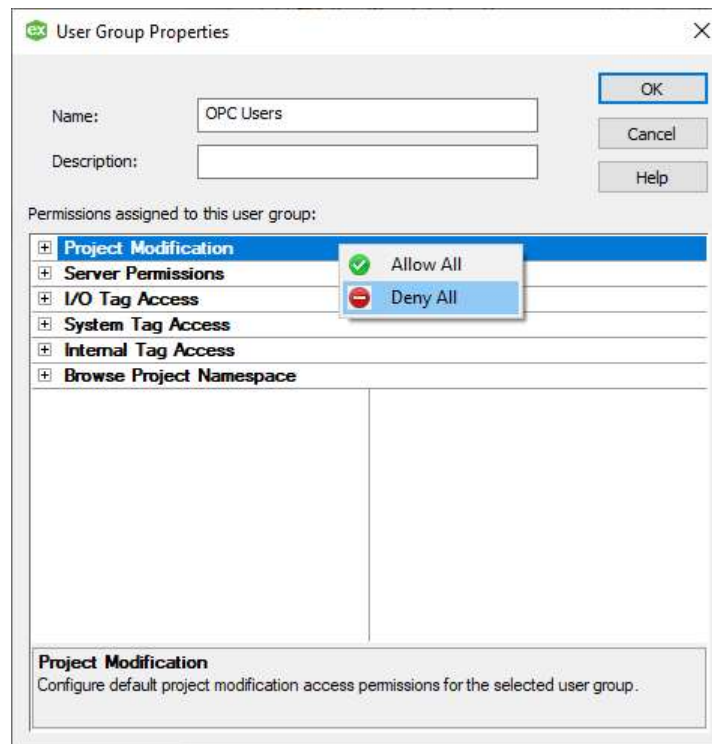 ex User Group Properties
OK
Name: OPC Users
Cancel
Description:
Help
Permissions assigned to this user group:
Project Modification
Allow All
Server Permissions
Deny All
I/O Tag Access
System Tag Access
Internal Tag Access
Browse Project Namespace
Project Modification
Configure default project modification access permissions for the selected user group.